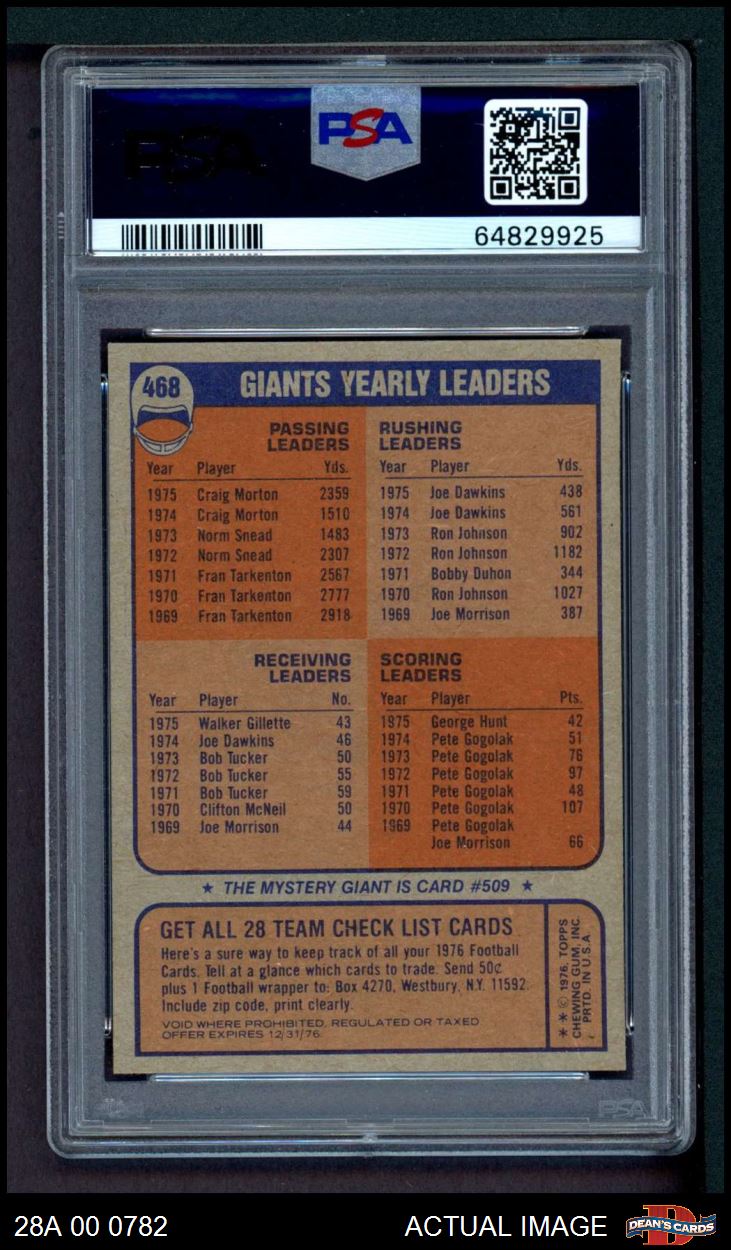 PSA
64829925
468
GIANTS YEARLY LEADERS
PASSING
LEADERS
Year Player Yds.
1975 Craig Morton 2359
1974 Craig Morton 1510
1973 Norm Snead 1483
1972 Norm Snead 2307
1971 Fran Tarkenton 2567
1970 Fran Tarkenton 2777
1969 Fran Tarkenton 2918
RUSHING
LEADERS
Year Player Yds.
1975 Joe Dawkins 438
1974 Joe Dawkins 561
1973 Ron Johnson 902
1972 Ron Johnson 1182
1971 Bobby Duhon 344
1970 Ron Johnson 1027
1969 Joe Morrison 387
RECEIVING
LEADERS
Year Player No.
1975 Walker Gillette 43
1974 Joe Dawkins 46
1973 Bob Tucker 50
1972 Bob Tucker 55
1971 Bob Tucker 59
1970 Clifton McNeil 50
1969 Joe Morrison 44
SCORING
LEADERS
Year Player Pts.
1975 George Hunt 42
1974 Pete Gogolak 51
1973 Pete Gogolak 76
1972 Pete Gogolak 97
1971 Pete Gogolak 48
1970 Pete Gogolak 107
1969 Pete Gogolak
Joe Morrison 66
★ THE MYSTERY GIANT IS CARD #509 ★
GET ALL 28 TEAM CHECK LIST CARDS
Here's a sure way to keep track of all your 1976 Football
Cards. Tell at a glance which cards to trade. Send 50¢
plus 1 Football wrapper to: Box 4270, Westbury, N.Y. 11592.
Include zip code, print clearly.
VOID WHERE PROHIBITED, REGULATED OR TAXED
OFFER EXPIRES 12/31/76.
★ ★ © 1976, TOPPS
CHEWING GUM, INC.
PRTD. IN U.S.A.
PSA
28A 00 0782
ACTUAL IMAGE
DEAN'S CARDS